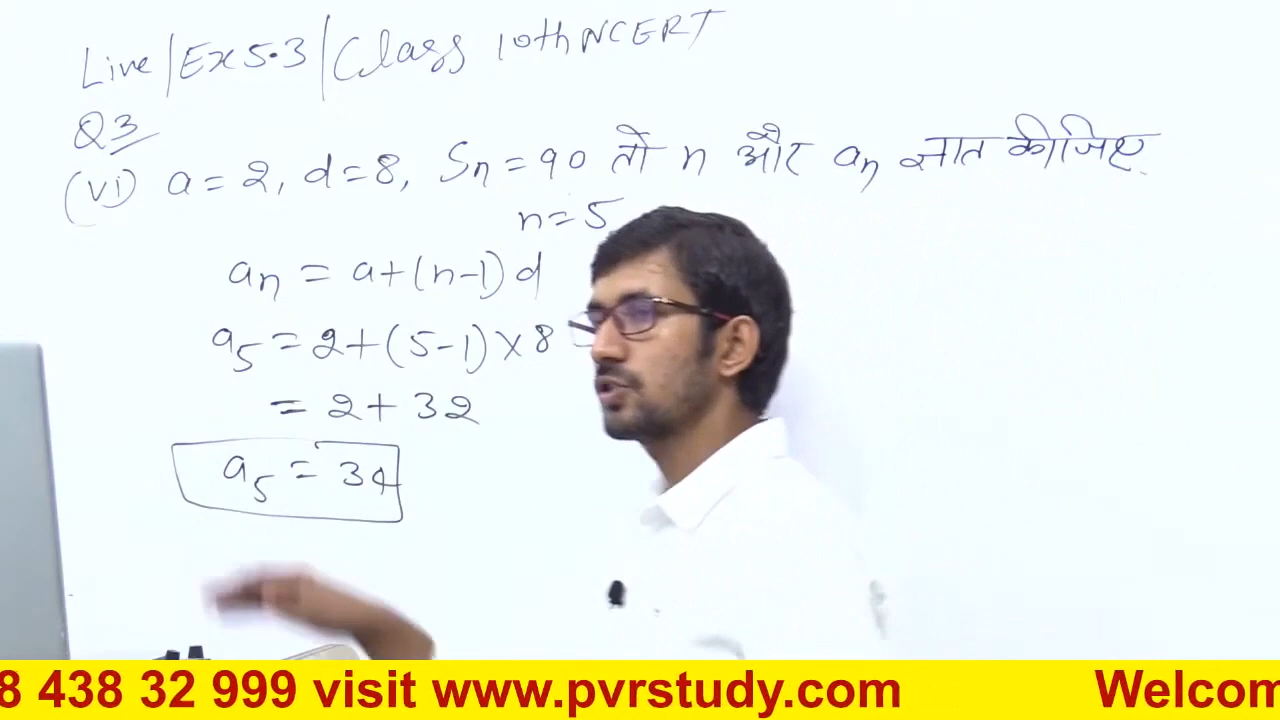 Live | Ex 5.3 | Class 10th NCERT
Q3
(vi) a = 2, d = 8, Sn = 90 तो n और an ज्ञात कीजिए.
n = 5
an = a + (n-1) d
a5 = 2 + (5-1) × 8
= 2 + 32
a5 = 34
8 438 32 999 visit www.pvrstudy.com Welcom